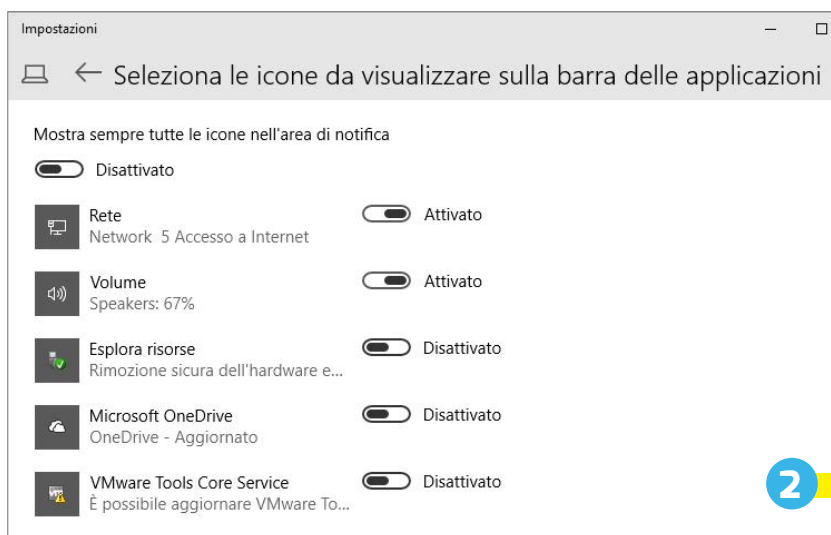 Impostazioni
Seleziona le icone da visualizzare sulla barra delle applicazioni
Mostra sempre tutte le icone nell'area di notifica
Disattivato
Rete Attivato
Network 5 Accesso a Internet
Volume Attivato
Speakers: 67%
Esplora risorse Disattivato
Rimozione sicura dell'hardware e...
Microsoft OneDrive Disattivato
OneDrive - Aggiornato
VMware Tools Core Service Disattivato
È possibile aggiornare VMware To...
2